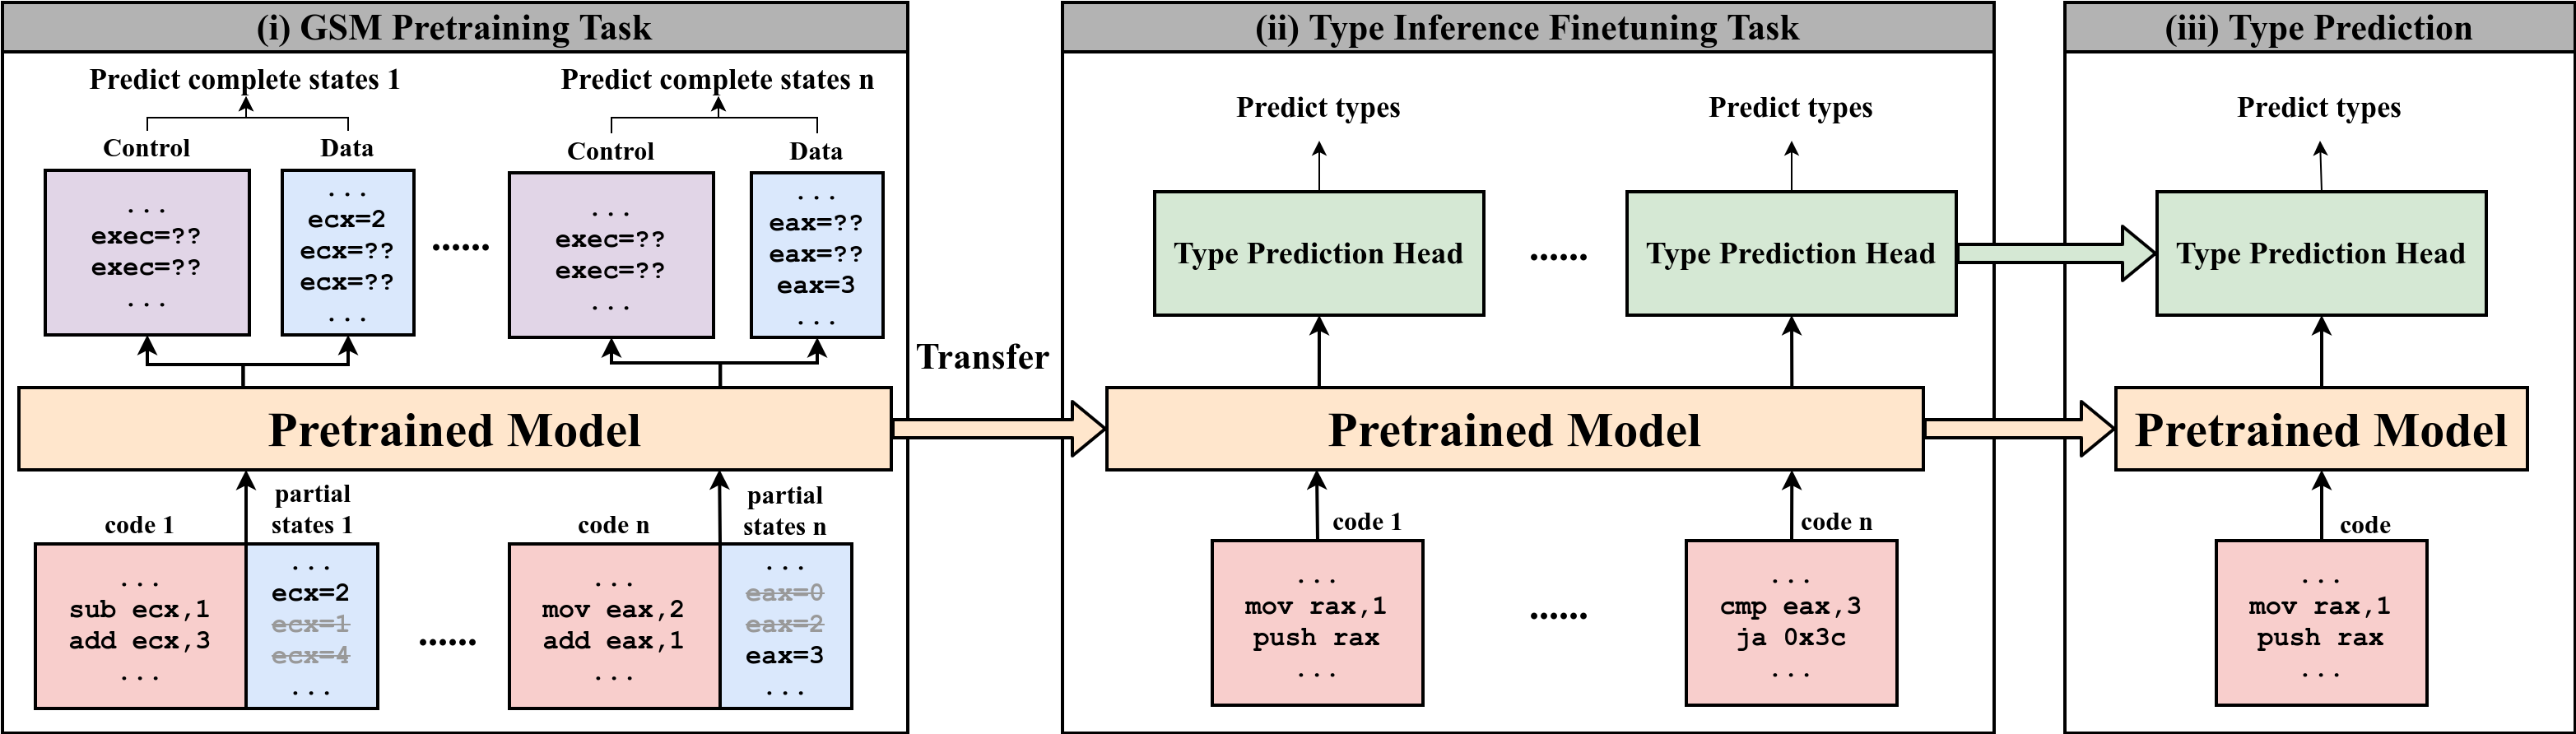 (i) GSM Pretraining Task
Predict complete states 1
Predict complete states n
Control
Data
Control
Data
...
exec=??
exec=??
...
...
ecx=2
ecx=??
ecx=??
...
......
...
exec=??
exec=??
...
...
eax=??
eax=??
eax=3
...
Pretrained Model
code 1
partial
states 1
code n
partial
states n
...
sub ecx,1
add ecx,3
...
...
ecx=2
ecx=1
ecx=4
...
......
...
mov eax,2
add eax,1
...
...
eax=0
eax=2
eax=3
...
Transfer
(ii) Type Inference Finetuning Task
Predict types
Predict types
Type Prediction Head
......
Type Prediction Head
Pretrained Model
code 1
code n
...
mov rax,1
push rax
...
......
...
cmp eax,3
ja 0x3c
...
(iii) Type Prediction
Predict types
Type Prediction Head
Pretrained Model
code
...
mov rax,1
push rax
...